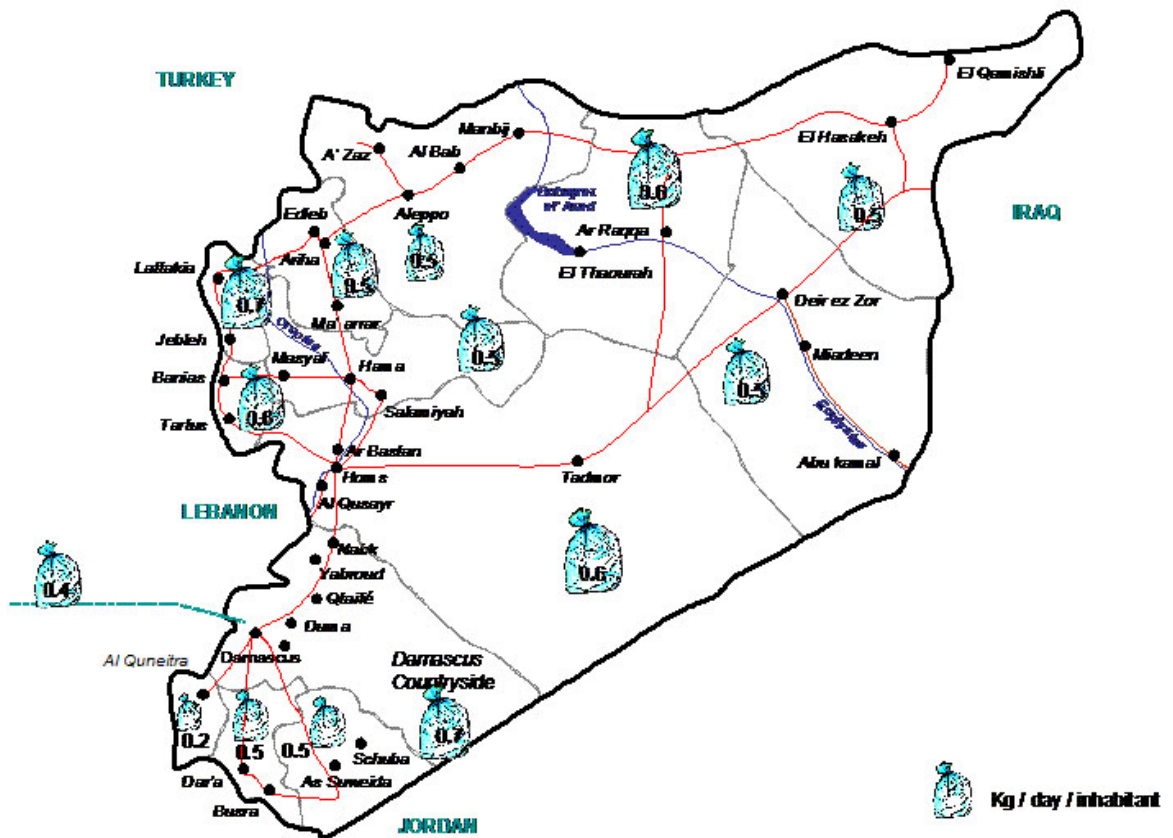 TURKEY
El Qamishli
Manbij
El Hasakeh
A' Zaz
Al Bab
0.6
0.5
Edleb
Aleppo
IRAQ
Ar Raqqa
Ariha
Lattakia
El Thaourah
0.5
0.5
Deir ez Zor
0.7
Ma'arrar
Jebleh
Masyaf
Hama
0.5
Miadeen
Banias
0.5
Salamiyah
0.6
Tartus
Ar Bastan
Abu kamal
Homs
Tadmor
Al Qusayr
LEBANON
Nabk
Yabroud
0.6
0.4
Qtaifé
Duma
Damascus
Al Quneitra
Damascus
Countryside
0.2
0.5
0.5
0.7
Schuba
Dar'a
As Suweida
Busra
JORDAN
Kg / day / inhabitant